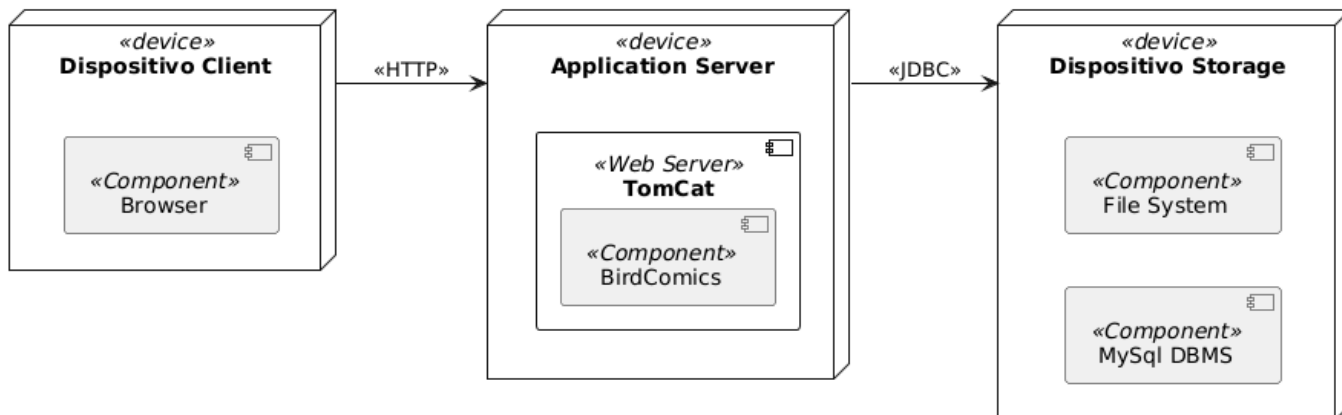 «device»
Dispositivo Client
«Component»
Browser
«HTTP»
«device»
Application Server
«Web Server»
TomCat
«Component»
BirdComics
«JDBC»
«device»
Dispositivo Storage
«Component»
File System
«Component»
MySql DBMS